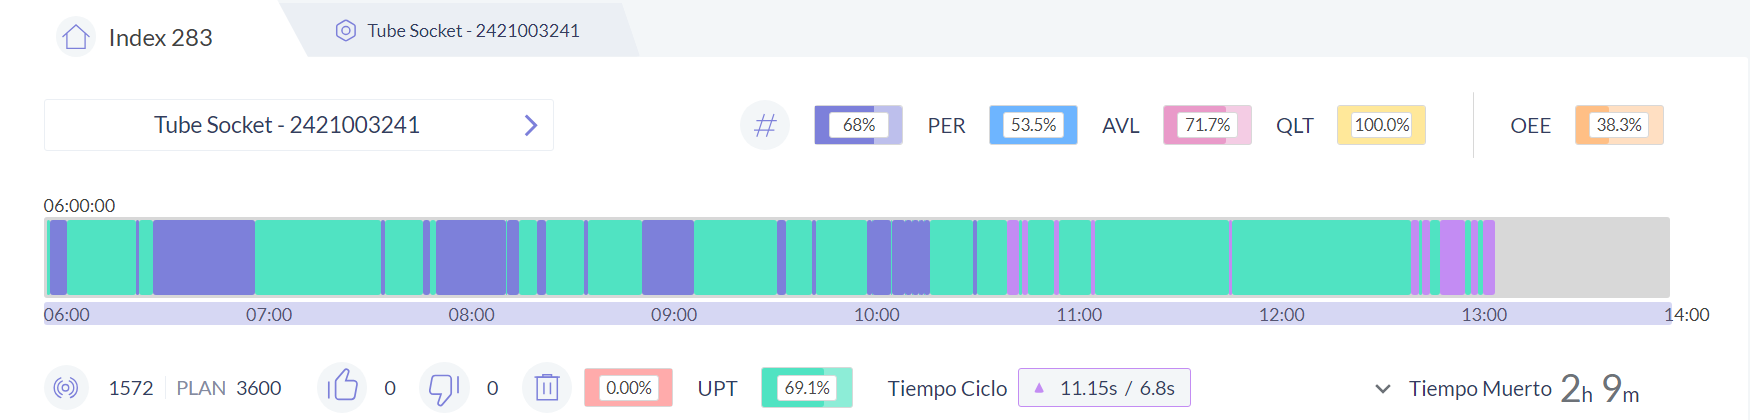 Index 283 Tube Socket - 2421003241
Tube Socket - 2421003241 # 68% PER 53.5% AVL 71.7% QLT 100.0% OEE 38.3%
06:00:00
06:00 07:00 08:00 09:00 10:00 11:00 12:00 13:00 14:00
1572 PLAN 3600 0 0 0.00% UPT 69.1% Tiempo Ciclo 11.15s / 6.8s Tiempo Muerto 2h 9m